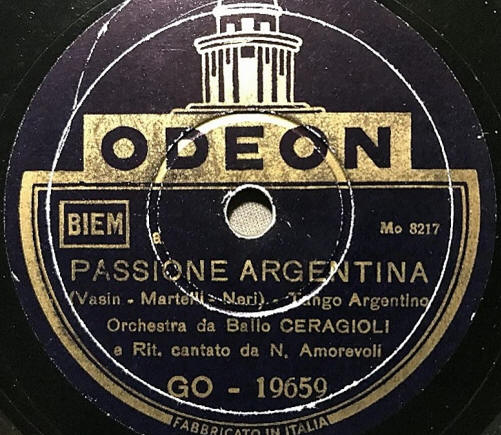 ODEON
BIEM
Mo 8217
PASSIONE ARGENTINA
(Vasin - Martelli - Neri) - Tango Argentino
Orchestra da Ballo CERAGIOLI
e Rit. cantato da N. Amorevoli
GO - 19659
FABBRICATO IN ITALIA